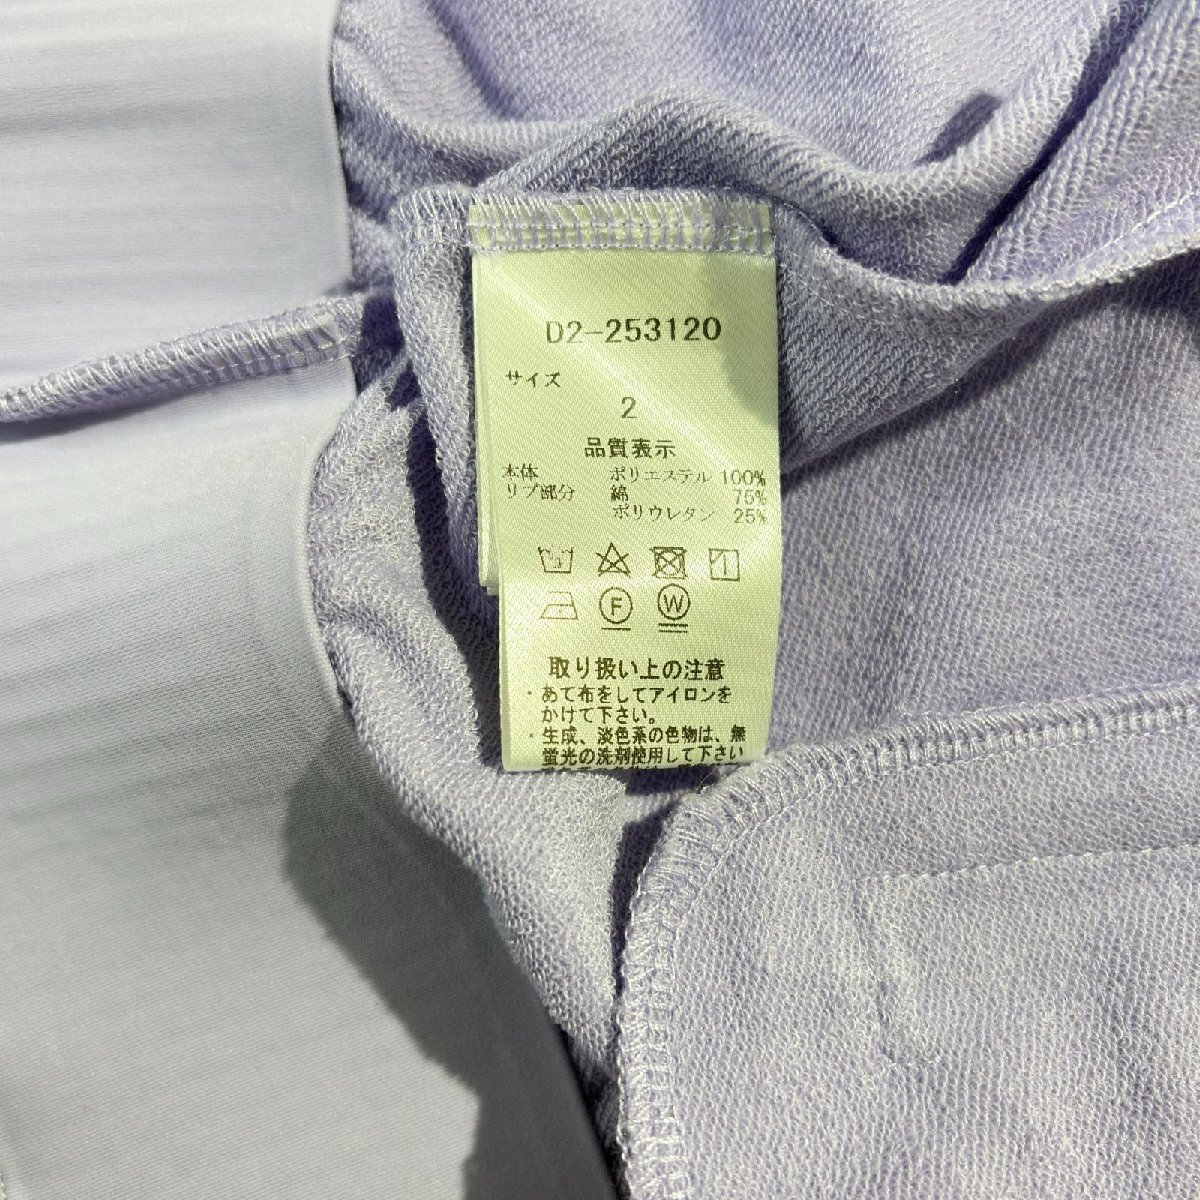 D2-253120
サイズ
2
品質表示
本体 ポリエステル 100%
リブ部分 綿 75%
ポリウレタン 25%
F W
取り扱い上の注意
・あて布をしてアイロンを
かけて下さい。
・生成、淡色系の色物は、無
蛍光の洗剤使用して下さい